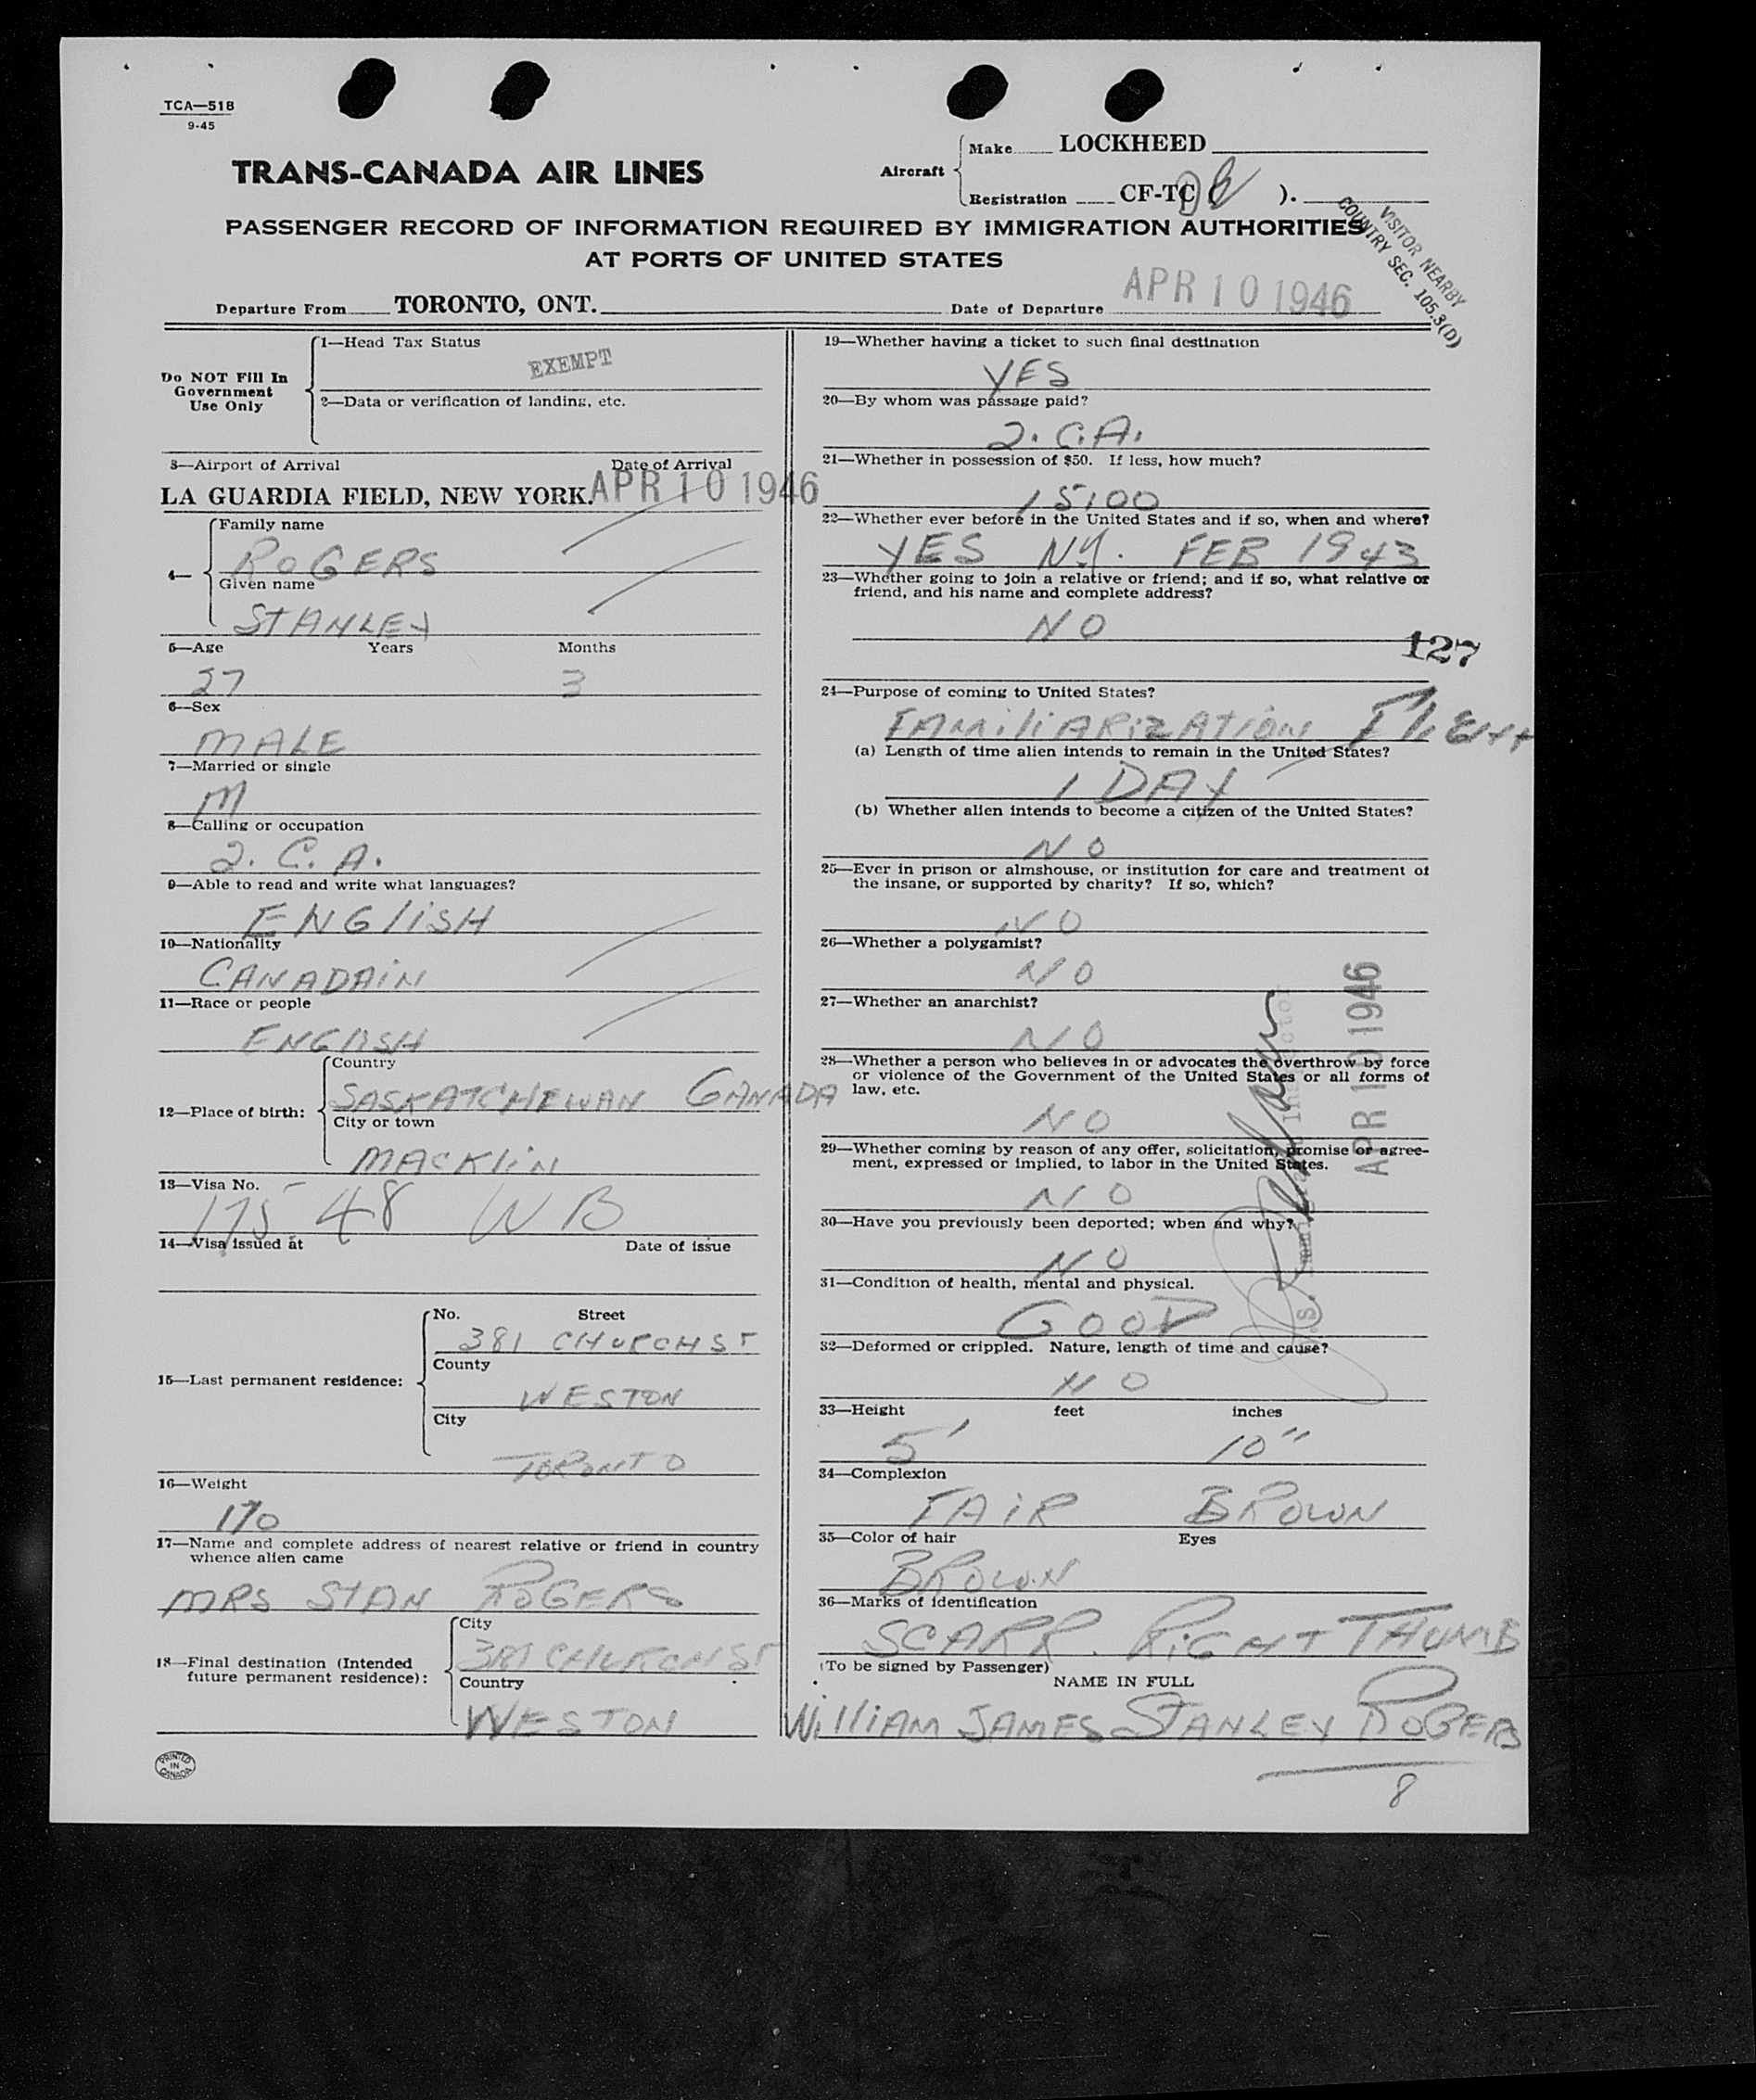 TCA—518
9-45
TRANS-CANADA AIR LINES
Aircraft
Make LOCKHEED
Registration CF-TC ( ).
PASSENGER RECORD OF INFORMATION REQUIRED BY IMMIGRATION AUTHORITIES
AT PORTS OF UNITED STATES
VISITOR NEARBY
COUNTRY SEC. 105.3(D)
Departure From TORONTO, ONT. Date of Departure APR 10 1946
Do NOT Fill In
Government
Use Only
1—Head Tax Status
EXEMPT
2—Data or verification of landing, etc.
3—Airport of Arrival Date of Arrival
LA GUARDIA FIELD, NEW YORK. APR 10 1946
4—
Family name
ROGERS
Given name
STANLEY
5—Age Years Months
27 3
6—Sex
MALE
7—Married or single
M
8—Calling or occupation
2. C. A.
9—Able to read and write what languages?
ENGliSH
10—Nationality
CANADAiN
11—Race or people
ENGliSH
12—Place of birth:
Country
SASKATCHEWAN CANADA
City or town
MACKliN
13—Visa No.
175 48 WB
14—Visa issued at Date of issue
15—Last permanent residence:
No. Street
381 CHURCH ST
County
WESTON
City
TORONTO
16—Weight
170
17—Name and complete address of nearest relative or friend in country
whence alien came
MRS STAN ROGERS
18—Final destination (Intended
future permanent residence):
City
381 CHURCH ST
Country
WESTON
PRINTED
IN
CANADA
19—Whether having a ticket to such final destination
YES
20—By whom was passage paid?
2. C.A.
21—Whether in possession of $50. If less, how much?
15.00
22—Whether ever before in the United States and if so, when and where?
YES N.Y. FEB 1943
23—Whether going to join a relative or friend; and if so, what relative or
friend, and his name and complete address?
NO
127
24—Purpose of coming to United States?
FAMiliARiZATiON FliGHt
(a) Length of time alien intends to remain in the United States?
1 DAY
(b) Whether alien intends to become a citizen of the United States?
NO
25—Ever in prison or almshouse, or institution for care and treatment of
the insane, or supported by charity? If so, which?
NO
26—Whether a polygamist?
NO
27—Whether an anarchist?
NO
28—Whether a person who believes in or advocates the overthrow by force
or violence of the Government of the United States or all forms of
law, etc.
NO
29—Whether coming by reason of any offer, solicitation, promise or agree-
ment, expressed or implied, to labor in the United States.
NO
30—Have you previously been deported; when and why?
NO
APR 10 1946
31—Condition of health, mental and physical.
GOOD
32—Deformed or crippled. Nature, length of time and cause?
NO
33—Height feet inches
5' 10"
34—Complexion
FAiR BROWN
35—Color of hair Eyes
BROWN
36—Marks of identification
SCARR. RiGHT THUMB
(To be signed by Passenger)
NAME IN FULL
WilliAM JAMES STANLEY ROGERS
8